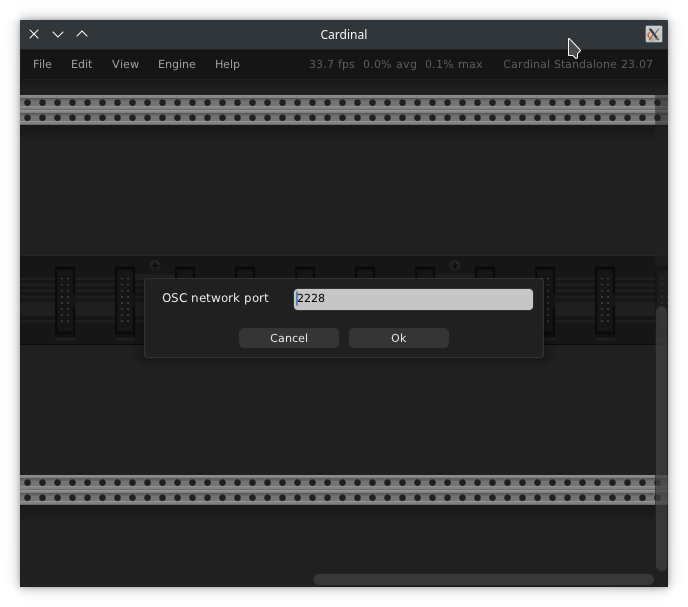 Cardinal
File Edit View Engine Help 33.7 fps 0.0% avg 0.1% max Cardinal Standalone 23.07
OSC network port 2228
Cancel Ok